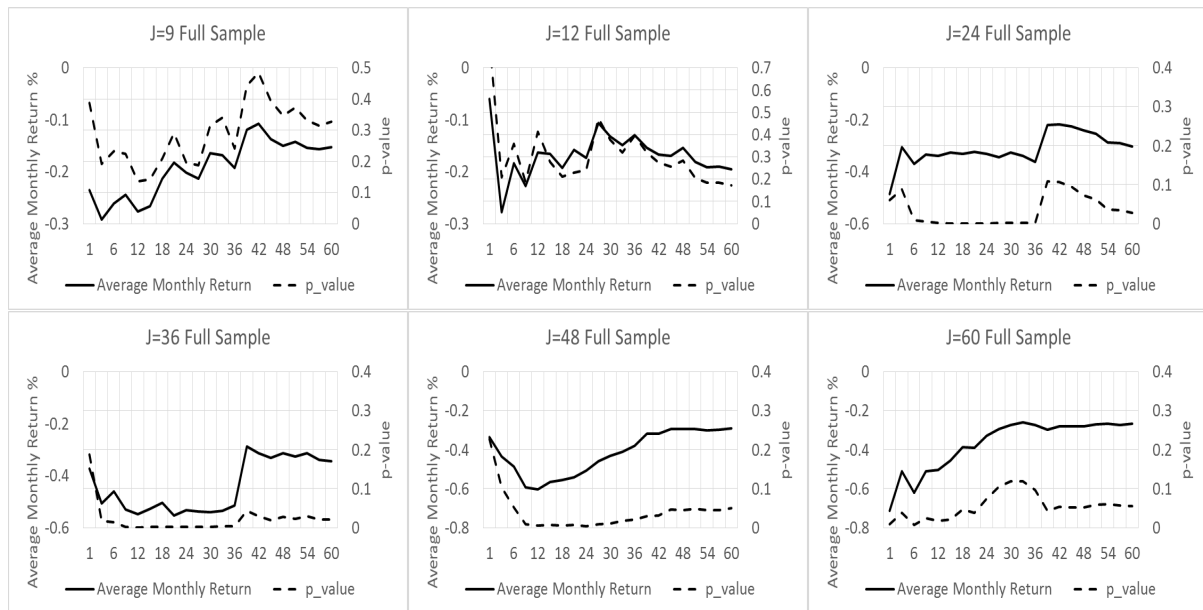 J=9 Full Sample
Average Monthly Return %
0
-0.1
-0.2
-0.3
0.5
0.4
0.3
0.2
0.1
0
p-value
1 6 12 18 24 30 36 42 48 54 60
Average Monthly Return p_value
J=12 Full Sample
Average Monthly Return %
0
-0.1
-0.2
-0.3
0.7
0.6
0.5
0.4
0.3
0.2
0.1
0
p-value
1 6 12 18 24 30 36 42 48 54 60
Average Monthly Return p_value
J=24 Full Sample
Average Monthly Return %
0
-0.2
-0.4
-0.6
0.4
0.3
0.2
0.1
0
p-value
1 6 12 18 24 30 36 42 48 54 60
Average Monthly Return p_value
J=36 Full Sample
Average Monthly Return %
0
-0.2
-0.4
-0.6
0.4
0.3
0.2
0.1
0
p-value
1 6 12 18 24 30 36 42 48 54 60
Average Monthly Return p_value
J=48 Full Sample
Average Monthly Return %
0
-0.2
-0.4
-0.6
-0.8
0.4
0.3
0.2
0.1
0
p-value
1 6 12 18 24 30 36 42 48 54 60
Average Monthly Return p_value
J=60 Full Sample
Average Monthly Return %
0
-0.2
-0.4
-0.6
-0.8
0.4
0.3
0.2
0.1
0
p-value
1 6 12 18 24 30 36 42 48 54 60
Average Monthly Return p_value